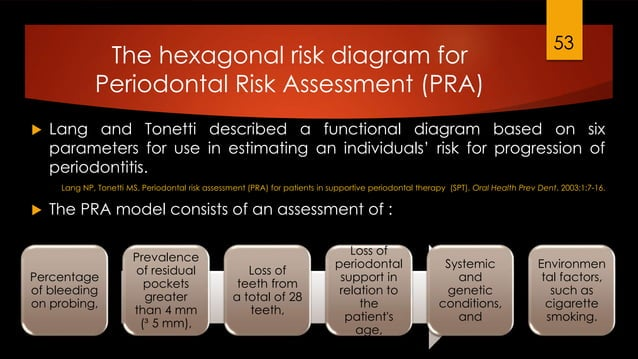 53
The hexagonal risk diagram for
Periodontal Risk Assessment (PRA)
Lang and Tonetti described a functional diagram based on six
parameters for use in estimating an individuals’ risk for progression of
periodontitis.
Lang NP, Tonetti MS. Periodontal risk assessment (PRA) for patients in supportive periodontal therapy (SPT). Oral Health Prev Dent. 2003;1:7-16.
The PRA model consists of an assessment of :
Percentage
of bleeding
on probing,
Prevalence
of residual
pockets
greater
than 4 mm
(³ 5 mm),
Loss of
teeth from
a total of 28
teeth,
Loss of
periodontal
support in
relation to
the
patient's
age,
Systemic
and
genetic
conditions,
and
Environmen
tal factors,
such as
cigarette
smoking.